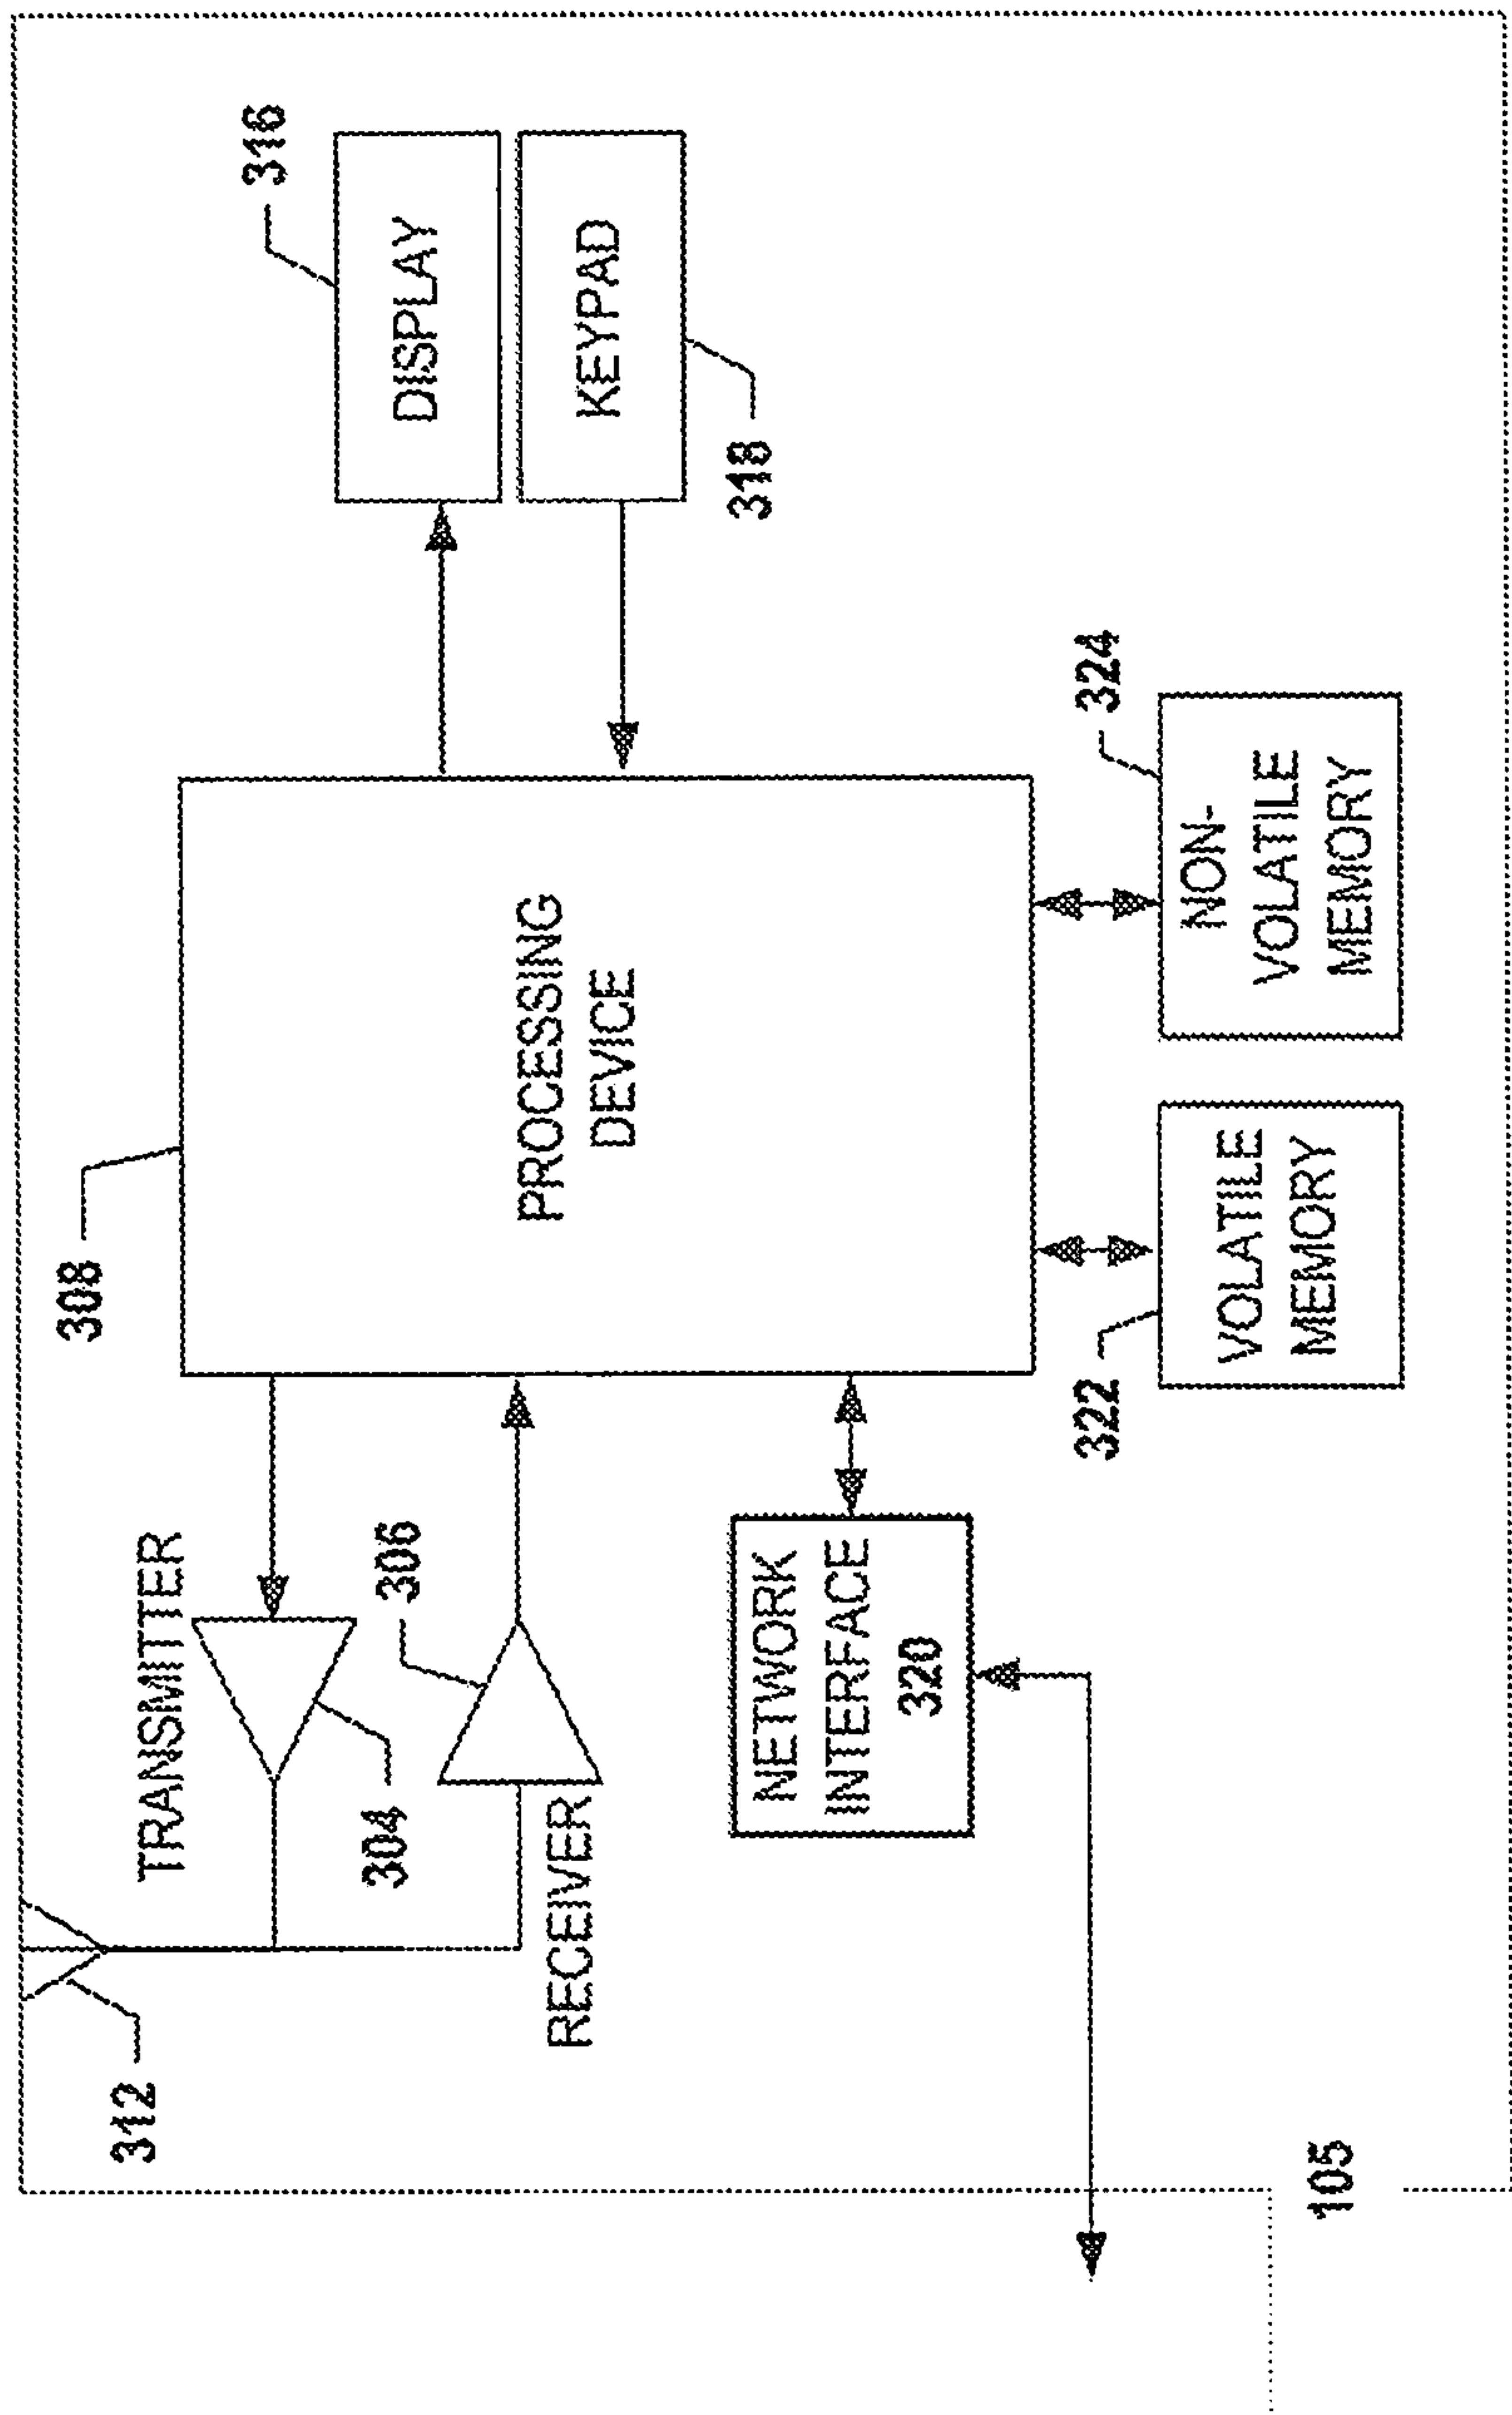 312
TRANSMITTER
304
306
RECEIVER
308
PROCESSING
DEVICE
316
DISPLAY
KEYPAD
318
NETWORK
INTERFACE
320
322
VOLATILE
MEMORY
324
NON-
VOLATILE
MEMORY
105